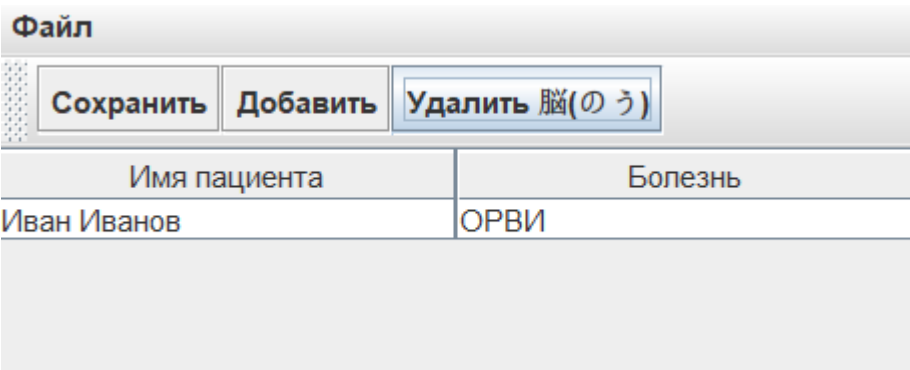 Файл
Сохранить Добавить Удалить 脳(のう)
Имя пациента Болезнь
Иван Иванов ОРВИ